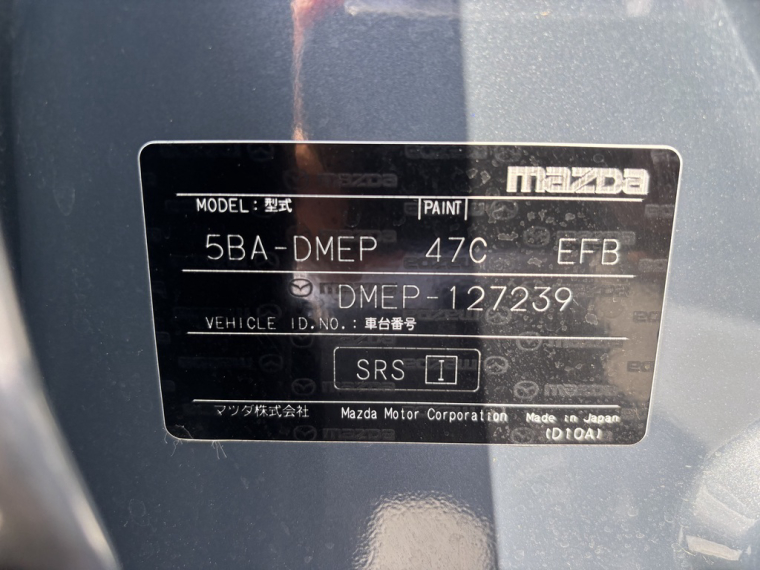 mazda
MODEL：型式 |PAINT|
5BA-DMEP 47C EFB
DMEP-127239
VEHICLE ID.NO.：車台番号
SRS I
マツダ株式会社 Mazda Motor Corporation Made in Japan
(D10A)